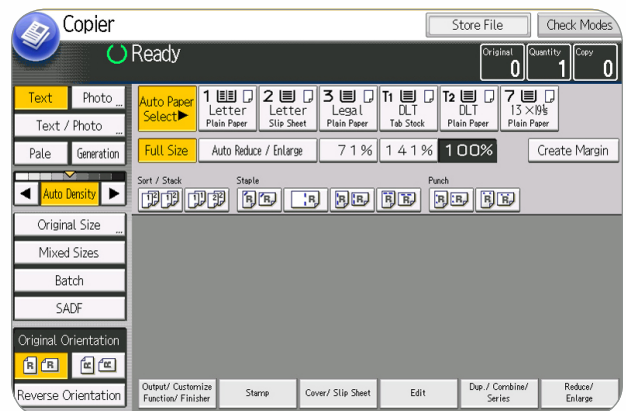 Copier
Store File
Check Modes
Ready
Original
0
Quantity
1
Copy
0
Text
Photo
Text / Photo
Pale
Generation
Auto Density
Original Size
Mixed Sizes
Batch
SADF
Original Orientation
R R R R
Reverse Orientation
Auto Paper
Select►
1
Letter
Plain Paper
2
Letter
Slip Sheet
3
Legal
Plain Paper
T1
DLT
Tab Stock
T2
DLT
Plain Paper
7
13×19½
Plain Paper
Full Size
Auto Reduce / Enlarge
71%
141%
100%
Create Margin
Sort / Stack
Staple
Punch
Output/ Customize
Function/ Finisher
Stamp
Cover/ Slip Sheet
Edit
Dup./ Combine/
Series
Reduce/
Enlarge